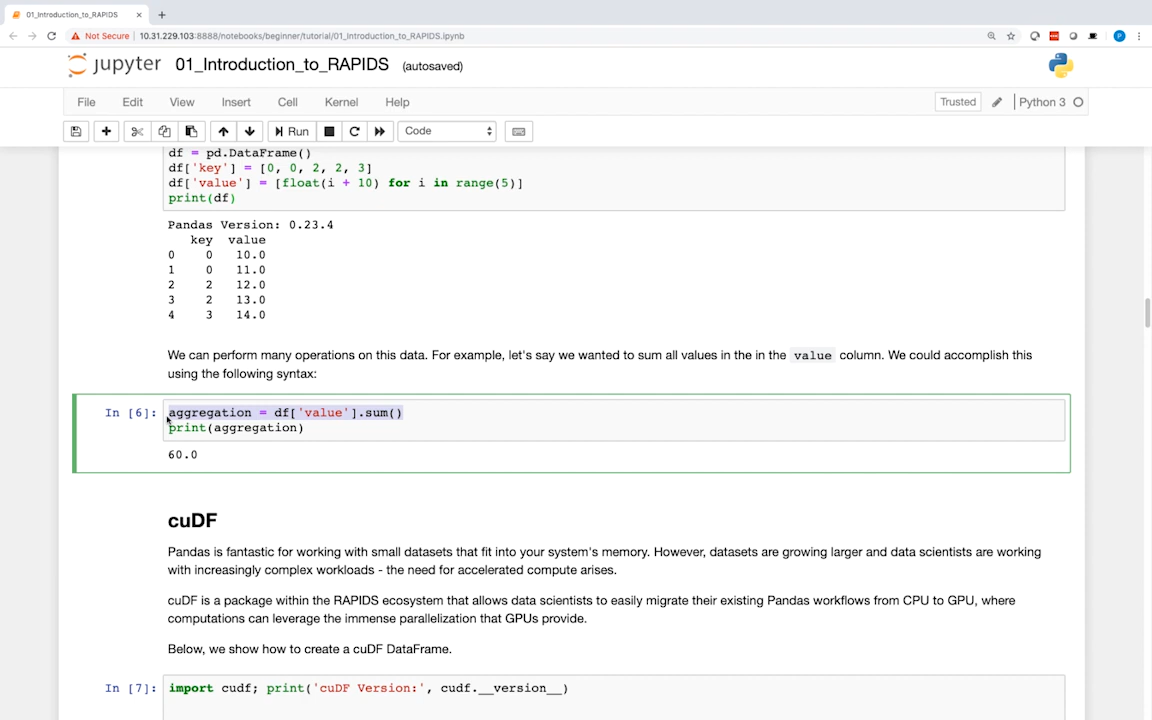 01_Introduction_to_RAPIDS
Not Secure | 10.31.229.103:8888/notebooks/beginner/tutorial/01_Introduction_to_RAPIDS.ipynb
jupyter 01_Introduction_to_RAPIDS (autosaved)
File Edit View Insert Cell Kernel Help Trusted Python 3
Run Code
df = pd.DataFrame()
df['key'] = [0, 0, 2, 2, 3]
df['value'] = [float(i + 10) for i in range(5)]
print(df)
Pandas Version: 0.23.4
key value
0 0 10.0
1 0 11.0
2 2 12.0
3 2 13.0
4 3 14.0
We can perform many operations on this data. For example, let's say we wanted to sum all values in the in the value column. We could accomplish this
using the following syntax:
In [6]: aggregation = df['value'].sum()
print(aggregation)
60.0
cuDF
Pandas is fantastic for working with small datasets that fit into your system's memory. However, datasets are growing larger and data scientists are working
with increasingly complex workloads - the need for accelerated compute arises.
cuDF is a package within the RAPIDS ecosystem that allows data scientists to easily migrate their existing Pandas workflows from CPU to GPU, where
computations can leverage the immense parallelization that GPUs provide.
Below, we show how to create a cuDF DataFrame.
In [7]: import cudf; print('cuDF Version:', cudf.__version__)